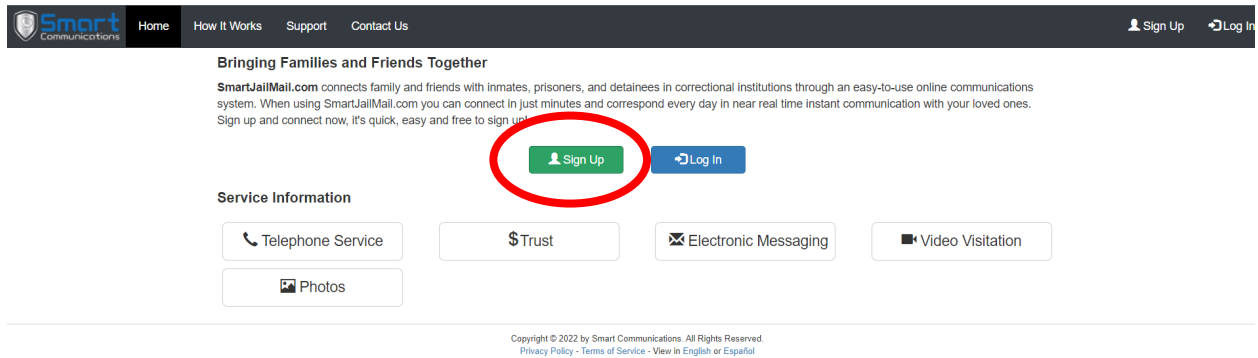 Smart Communications Home How It Works Support Contact Us Sign Up Log In
Bringing Families and Friends Together
SmartJailMail.com connects family and friends with inmates, prisoners, and detainees in correctional institutions through an easy-to-use online communications
system. When using SmartJailMail.com you can connect in just minutes and correspond every day in near real time instant communication with your loved ones.
Sign up and connect now, it's quick, easy and free to sign up!
Sign Up Log In
Service Information
Telephone Service $Trust Electronic Messaging Video Visitation
Photos
Copyright © 2022 by Smart Communications. All Rights Reserved.
Privacy Policy - Terms of Service - View in English or Español